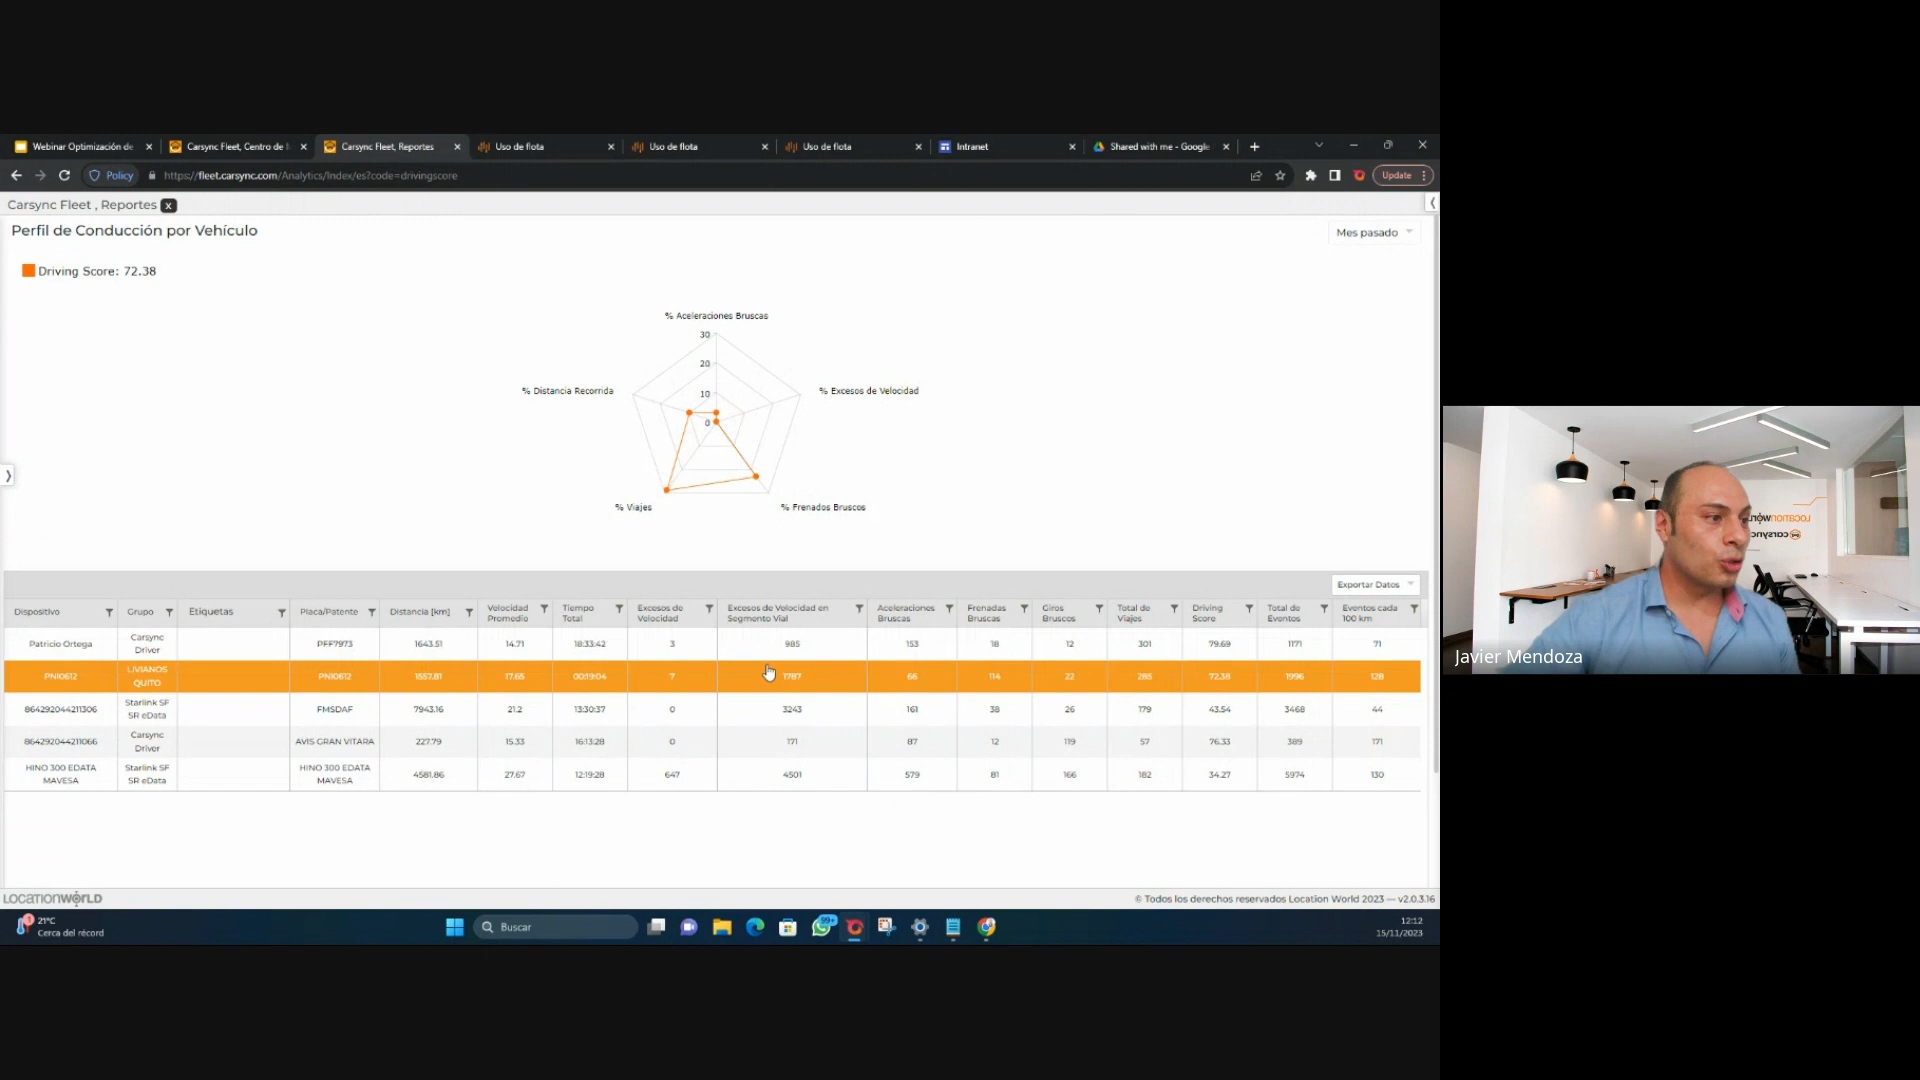 Webinar Optimización de
Carsync Fleet, Centro de
Carsync Fleet, Reportes
Uso de flota
Uso de flota
Uso de flota
Intranet
Shared with me - Google
Policy
https://fleet.carsync.com/Analytics/Index/es?code=drivingscore
Update
Carsync Fleet , Reportes x
Perfil de Conducción por Vehículo
Mes pasado
Driving Score: 72.38
% Aceleraciones Bruscas
30
20
10
0
% Distancia Recorrida
% Excesos de Velocidad
% Viajes
% Frenados Bruscos
Exportar Datos
Dispositivo Grupo Etiquetas Placa/Patente Distancia [km] Velocidad Promedio Tiempo Total Excesos de Velocidad Excesos de Velocidad en Segmento Vial Aceleraciones Bruscas Frenadas Bruscas Giros Bruscos Total de Viajes Driving Score Total de Eventos Eventos cada 100 km
Patricio Ortega Carsync Driver PFF7973 1643.51 14.71 18:33:42 3 985 153 18 12 301 79.69 1171 71
PNI0612 LIVIANOS QUITO PNI0612 1557.81 17.65 00:19:04 7 1787 66 114 22 285 72.38 1996 128
864292044211306 Starlink SF SR eData FMSDAF 7943.16 21.2 13:30:37 0 3243 161 38 26 179 43.54 3468 44
864292044211066 Carsync Driver AVIS GRAN VITARA 227.79 15.33 16:13:28 0 171 87 12 119 57 76.33 389 171
HINO 300 EDATA MAVESA Starlink SF SR eData HINO 300 EDATA MAVESA 4581.86 27.67 12:19:28 647 4501 579 81 166 182 34.27 5974 130
LOCATIONWORLD
© Todos los derechos reservados Location World 2023 — v2.0.3.16
21°C
Cerca del récord
Buscar
99+
12:12
15/11/2023
LOCATIONWORLD
carsync
Javier Mendoza